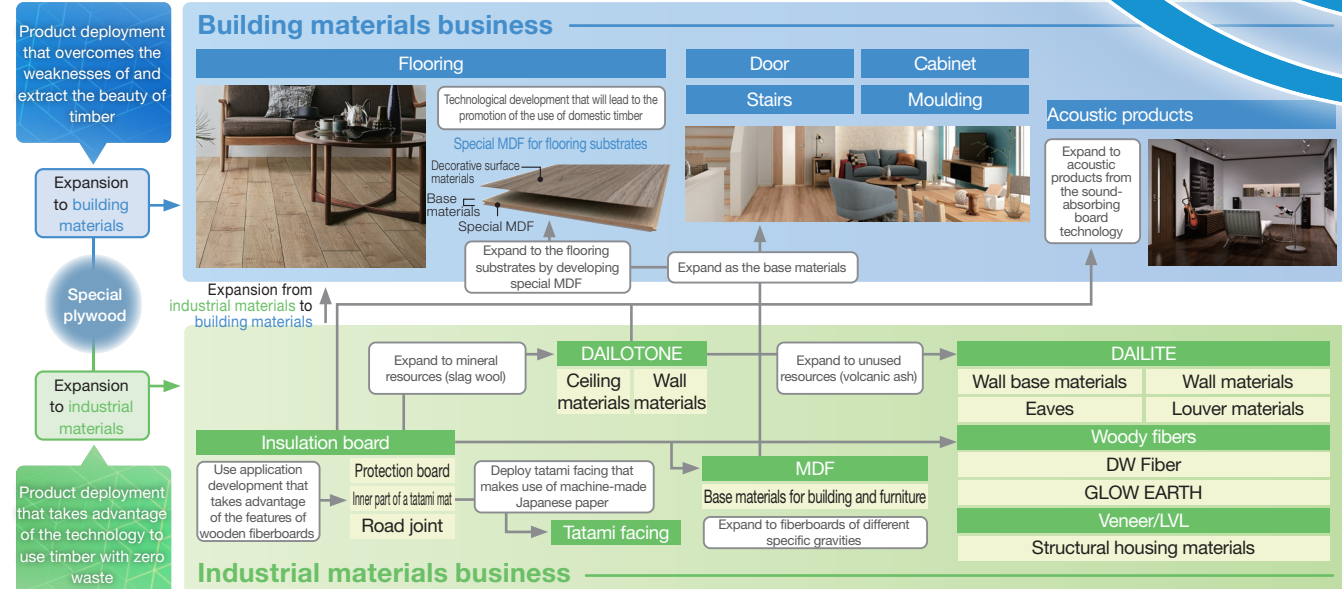 Product deployment
that overcomes the
weaknesses of and
extract the beauty of
timber
Expansion
to building
materials
Special
plywood
Expansion
to industrial
materials
Product deployment
that takes advantage
of the technology to
use timber with zero
waste
Building materials business
Flooring
Technological development that will lead to the
promotion of the use of domestic timber
Special MDF for flooring substrates
Decorative surface
materials
Base
materials
Special MDF
Expand to the flooring
substrates by developing
special MDF
Door
Cabinet
Stairs
Moulding
Expand as the base materials
Acoustic products
Expand to
acoustic
products from
the sound-
absorbing
board
technology
Expansion from
industrial materials to
building materials
Expand to mineral
resources (slag wool)
DAILOTONE
Ceiling
materials
Wall
materials
Expand to unused
resources (volcanic ash)
DAILITE
Wall base materials
Wall materials
Eaves
Louver materials
Insulation board
Use application
development that
takes advantage
of the features of
wooden fiberboards
Protection board
Inner part of a tatami mat
Road joint
Deploy tatami facing that
makes use of machine-made
Japanese paper
Tatami facing
MDF
Base materials for building and furniture
Expand to fiberboards of different
specific gravities
Woody fibers
DW Fiber
GLOW EARTH
Veneer/LVL
Structural housing materials
Industrial materials business